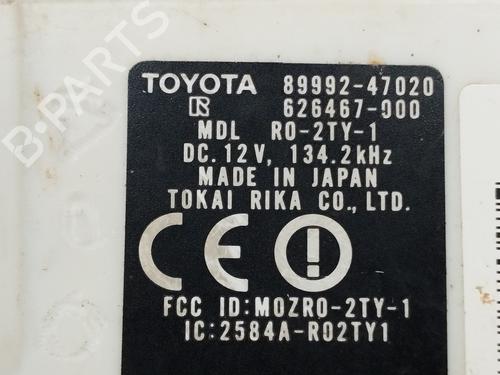 B-PARTS
TOYOTA 89992-47020
R 626467-000
MDL RO-2TY-1
DC.12V, 134.2kHz
MADE IN JAPAN
TOKAI RIKA CO.,LTD.
CE
FCC ID:MOZRO-2TY-1
IC:2584A-RO2TY1